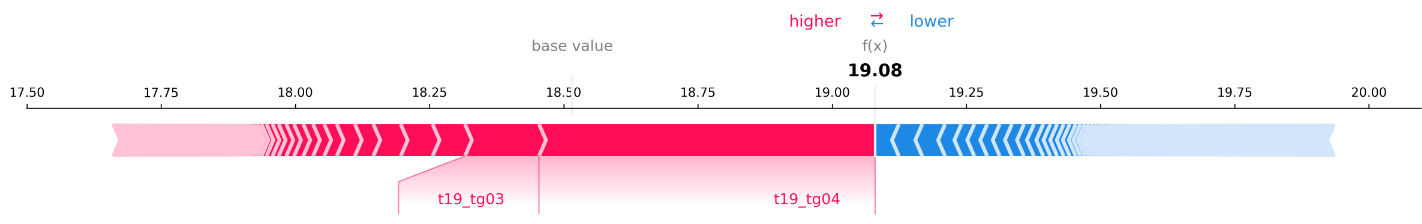 higher ⇄ lower
base value f(x)
19.08
17.50 17.75 18.00 18.25 18.50 18.75 19.00 19.25 19.50 19.75 20.00
t19_tg03 t19_tg04